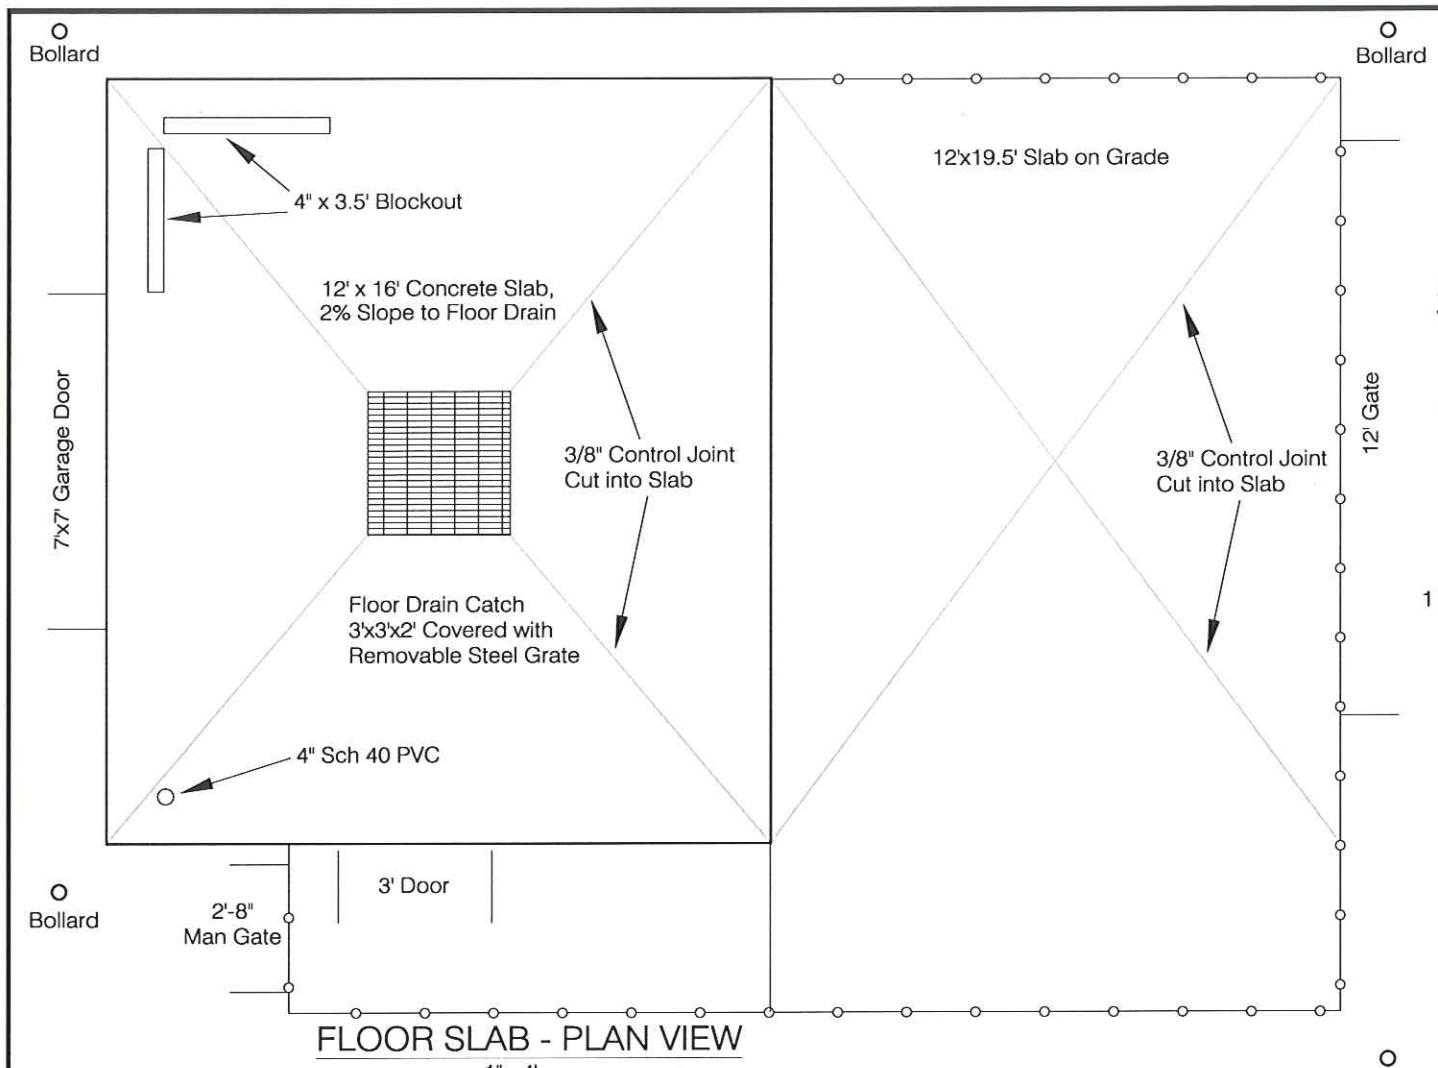 Bollard
Bollard
12'x19.5' Slab on Grade
4" x 3.5' Blockout
12' x 16' Concrete Slab,
2% Slope to Floor Drain
7'x7' Garage Door
3/8" Control Joint
Cut into Slab
3/8" Control Joint
Cut into Slab
12' Gate
1
Floor Drain Catch
3'x3'x2' Covered with
Removable Steel Grate
4" Sch 40 PVC
3' Door
2'-8"
Man Gate
Bollard
FLOOR SLAB - PLAN VIEW